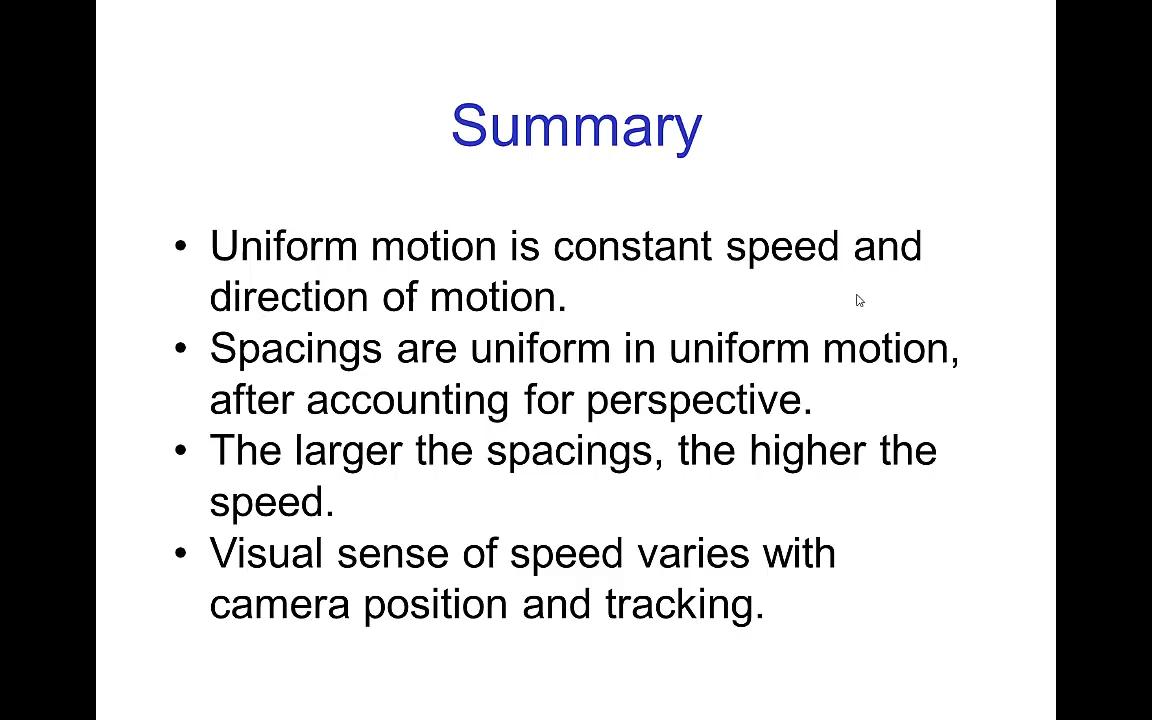 Summary
• Uniform motion is constant speed and
direction of motion.
• Spacings are uniform in uniform motion,
after accounting for perspective.
• The larger the spacings, the higher the
speed.
• Visual sense of speed varies with
camera position and tracking.